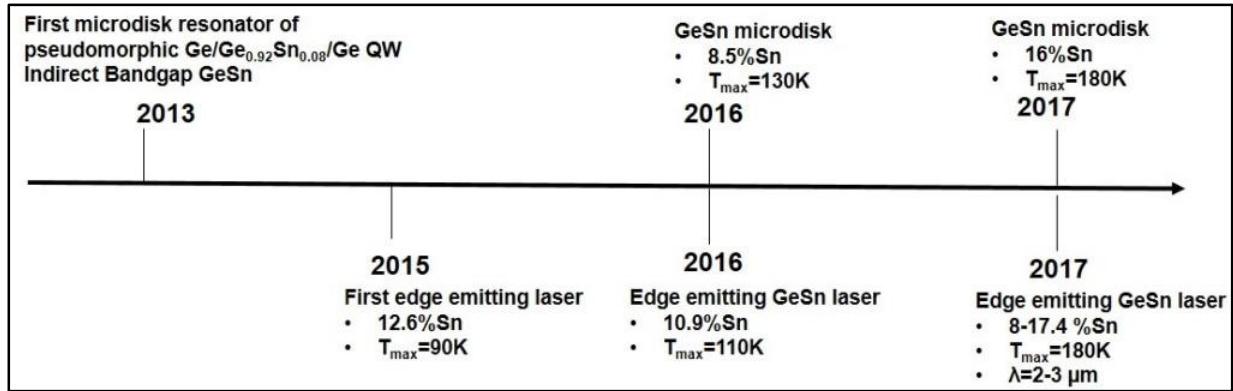 First microdisk resonator of
pseudomorphic Ge/Ge₀.₉₂Sn₀.₀₈/Ge QW
Indirect Bandgap GeSn
2013
GeSn microdisk
• 8.5%Sn
• Tₘₐₓ=130K
2016
GeSn microdisk
• 16%Sn
• Tₘₐₓ=180K
2017
2015
First edge emitting laser
• 12.6%Sn
• Tₘₐₓ=90K
2016
Edge emitting GeSn laser
• 10.9%Sn
• Tₘₐₓ=110K
2017
Edge emitting GeSn laser
• 8-17.4 %Sn
• Tₘₐₓ=180K
• λ=2-3 μm